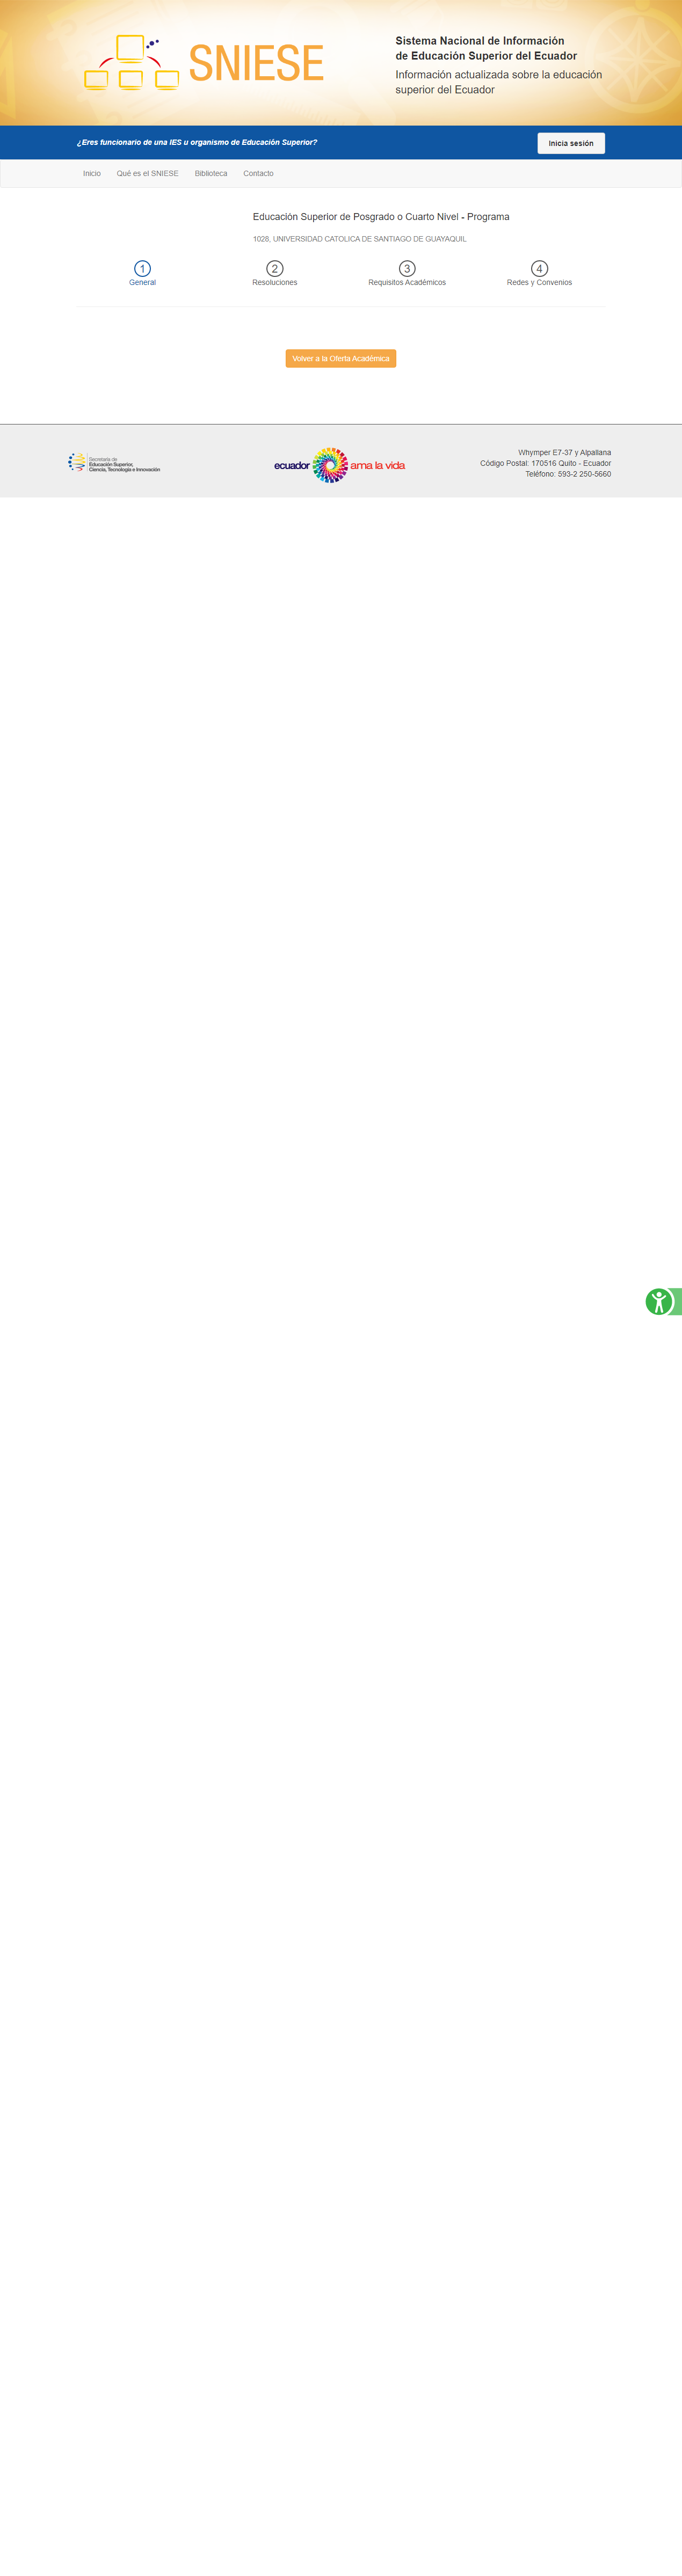 SNIESE
Sistema Nacional de Información
de Educación Superior del Ecuador
Información actualizada sobre la educación
superior del Ecuador
¿Eres funcionario de una IES u organismo de Educación Superior?
Inicia sesión
Inicio Qué es el SNIESE Biblioteca Contacto
Educación Superior de Posgrado o Cuarto Nivel - Programa
1028, UNIVERSIDAD CATOLICA DE SANTIAGO DE GUAYAQUIL
1 2 3 4
General Resoluciones Requisitos Académicos Redes y Convenios
Volver a la Oferta Académica
Secretaría de
Educación Superior,
Ciencia, Tecnología e Innovación
ecuador ama la vida
Whymper E7-37 y Alpallana
Código Postal: 170516 Quito - Ecuador
Teléfono: 593-2 250-5660